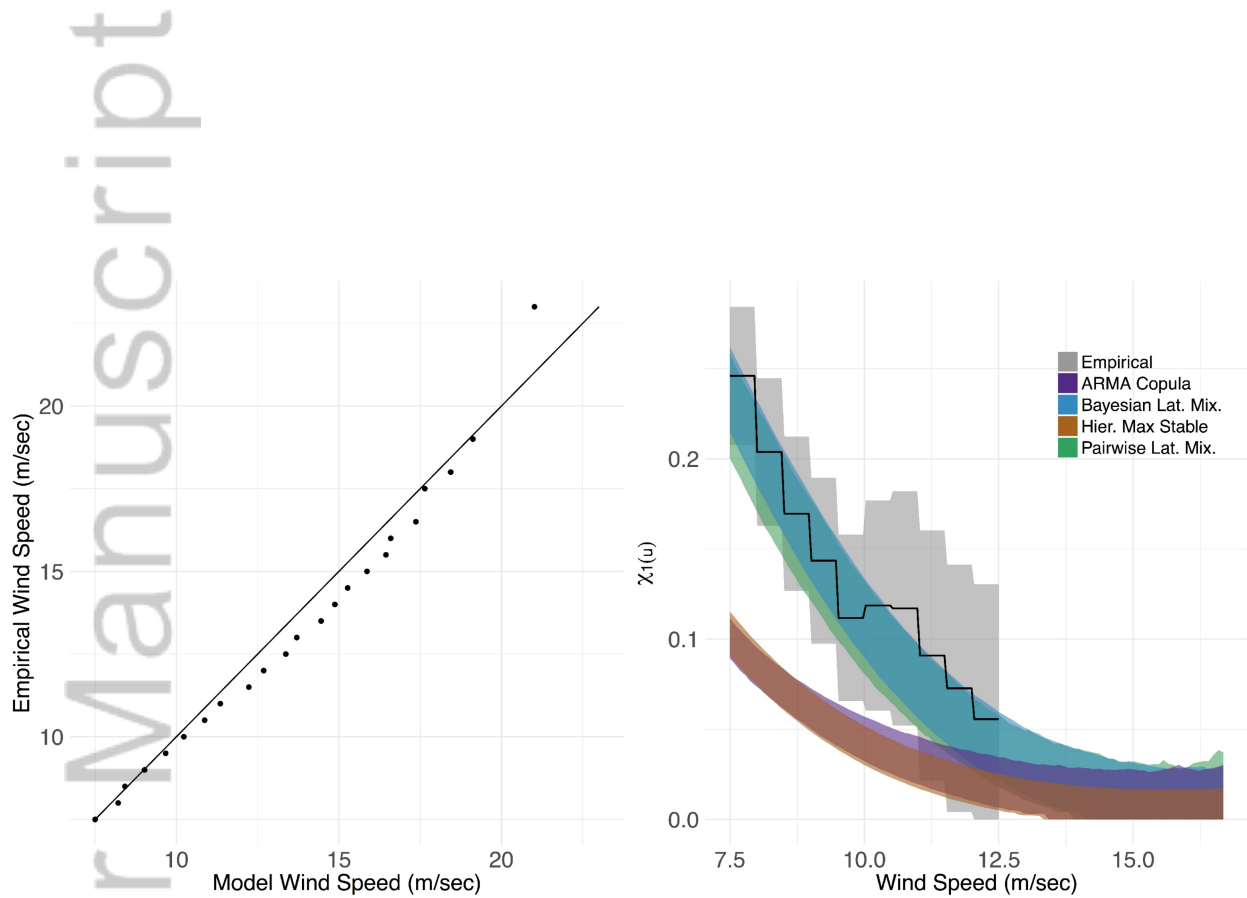 r Manuscript
20
15
10
10
15
20
Empirical Wind Speed (m/sec)
Model Wind Speed (m/sec)
0.2
0.1
0.0
7.5
10.0
12.5
15.0
χ1(u)
Wind Speed (m/sec)
Empirical
ARMA Copula
Bayesian Lat. Mix.
Hier. Max Stable
Pairwise Lat. Mix.